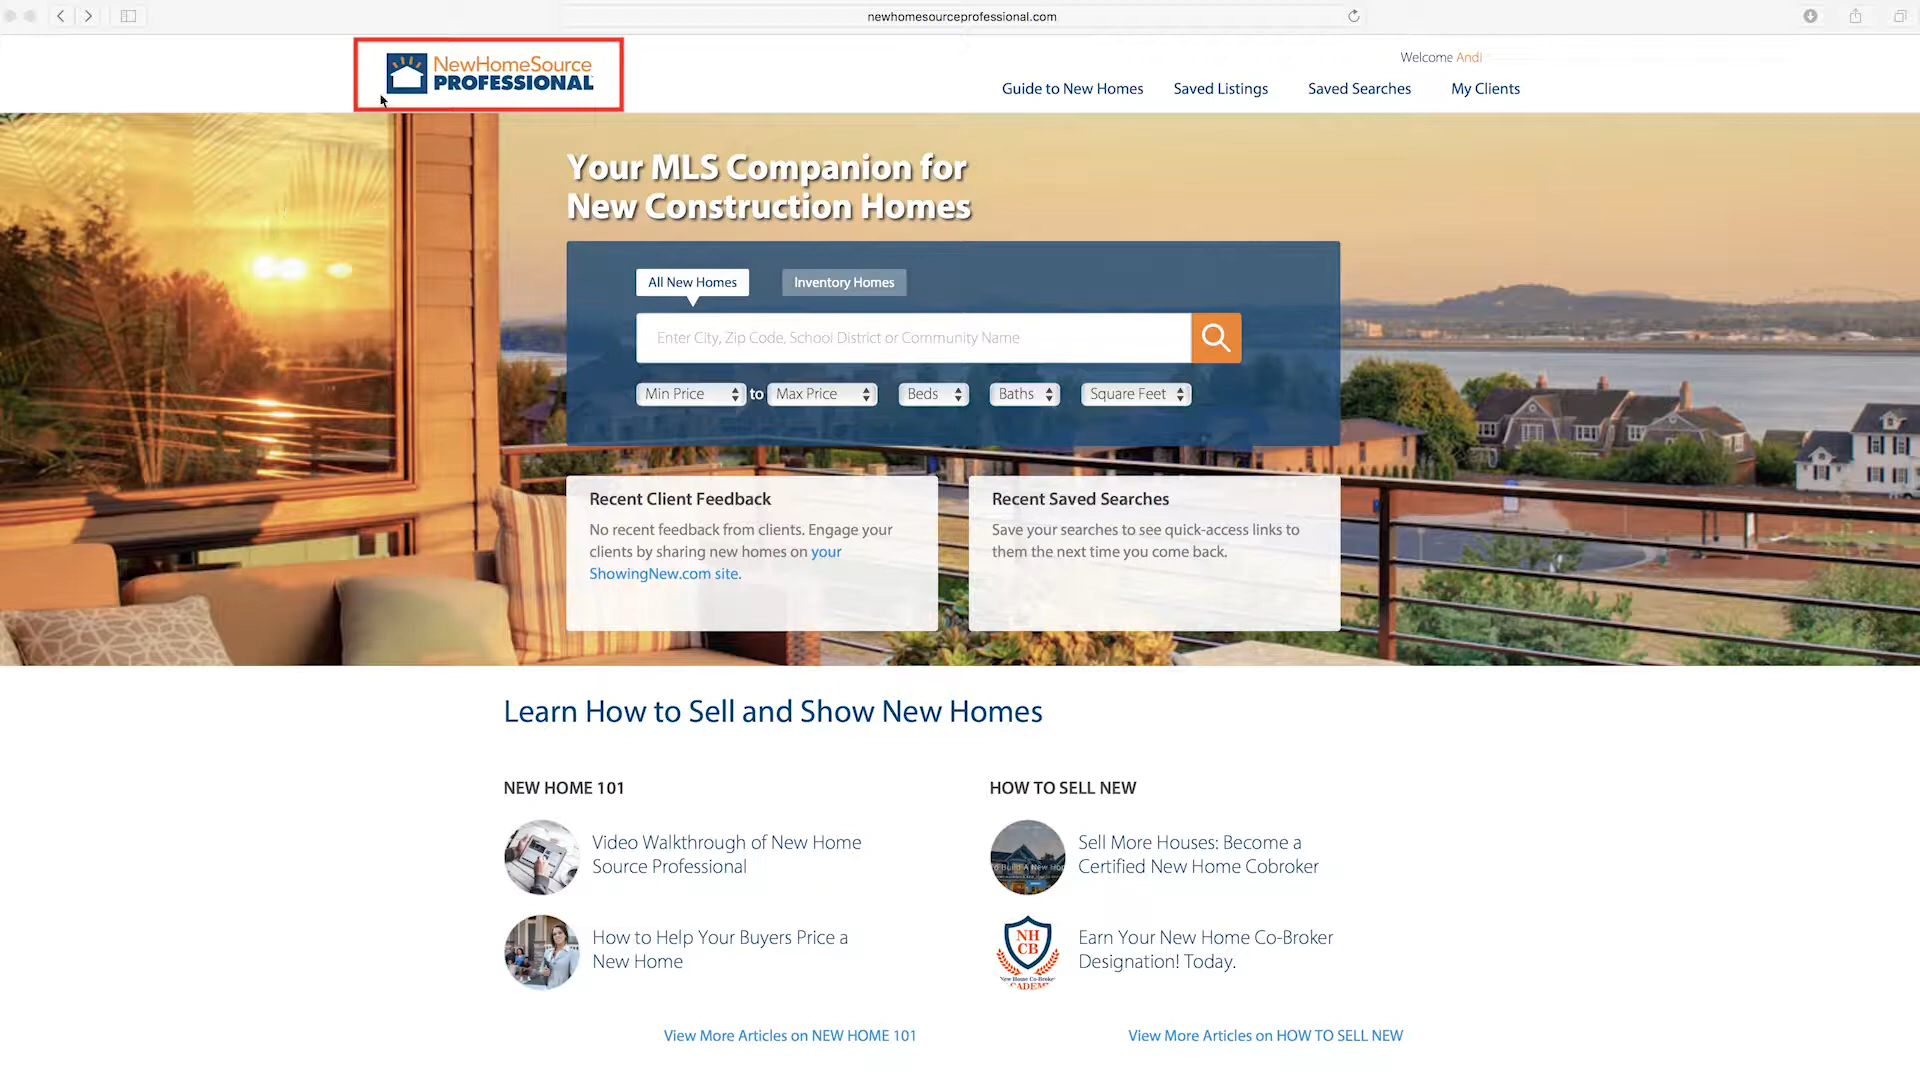 newhomesourceprofessional.com
NewHomeSource
PROFESSIONAL
Welcome Andi
Guide to New Homes
Saved Listings
Saved Searches
My Clients
Your MLS Companion for
New Construction Homes
All New Homes
Inventory Homes
Enter City, Zip Code, School District or Community Name
Min Price to Max Price
Beds
Baths
Square Feet
Recent Client Feedback
No recent feedback from clients. Engage your
clients by sharing new homes on your
ShowingNew.com site.
Recent Saved Searches
Save your searches to see quick-access links to
them the next time you come back.
Learn How to Sell and Show New Homes
NEW HOME 101
Video Walkthrough of New Home
Source Professional
How to Help Your Buyers Price a
New Home
View More Articles on NEW HOME 101
HOW TO SELL NEW
Sell More Houses: Become a
Certified New Home Cobroker
NH
CB
Earn Your New Home Co-Broker
Designation! Today.
View More Articles on HOW TO SELL NEW